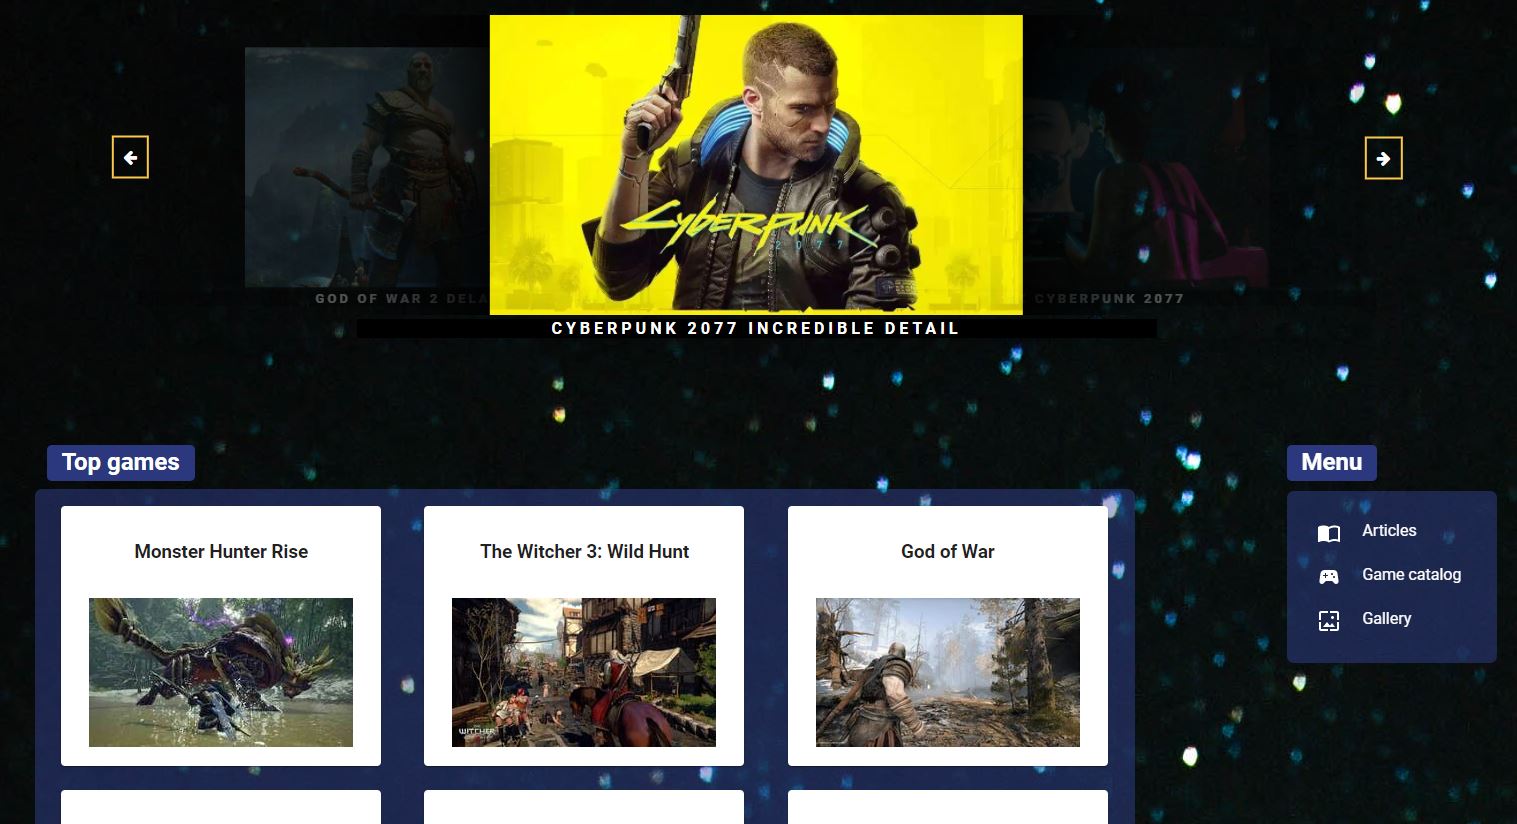 CYBERPUNK
2077
GOD OF WAR 2 DELA
CYBERPUNK 2077
CYBERPUNK 2077 INCREDIBLE DETAIL
Top games
Menu
Monster Hunter Rise
The Witcher 3: Wild Hunt
God of War
Articles
Game catalog
Gallery
WITCHER